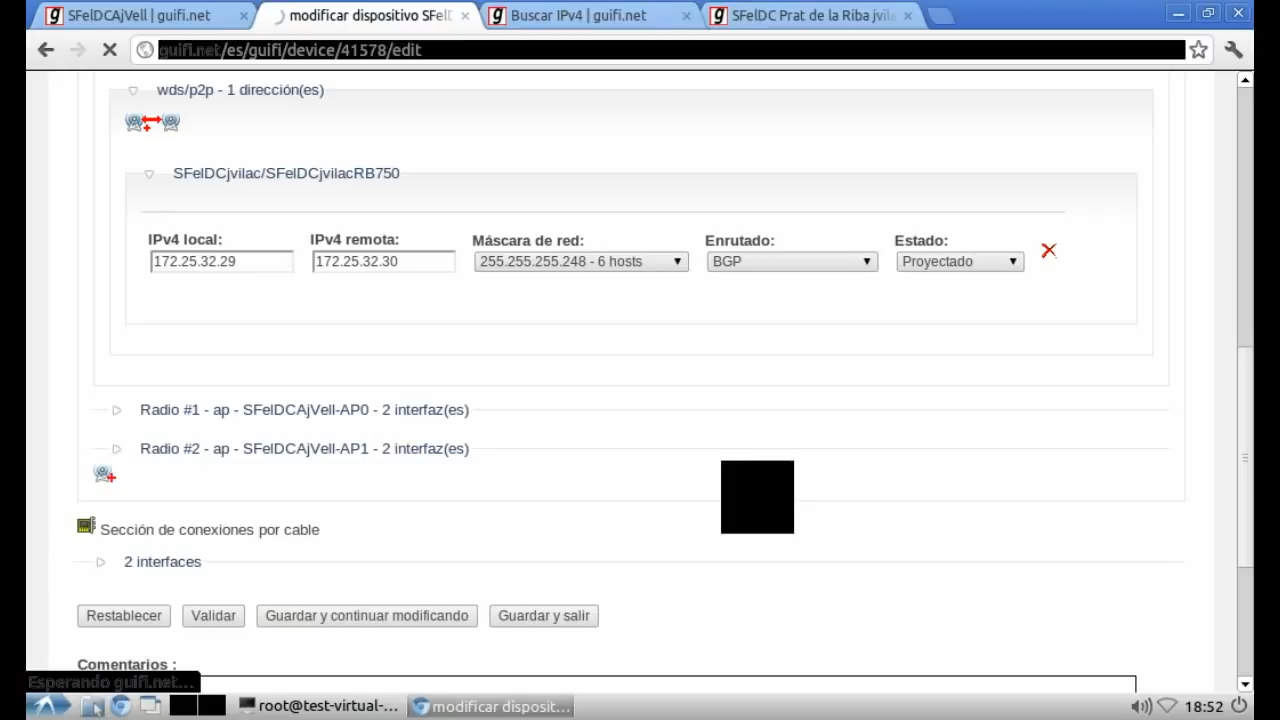 SFelDCAjVell | guifi.net
modificar dispositivo SFelD
Buscar IPv4 | guifi.net
SFelDC Prat de la Riba jvila
guifi.net/es/guifi/device/41578/edit
wds/p2p - 1 dirección(es)
SFelDCjvilac/SFelDCjvilacRB750
IPv4 local: IPv4 remota: Máscara de red: Enrutado: Estado:
172.25.32.29 172.25.32.30 255.255.255.248 - 6 hosts BGP Proyectado
Radio #1 - ap - SFelDCAjVell-AP0 - 2 interfaz(es)
Radio #2 - ap - SFelDCAjVell-AP1 - 2 interfaz(es)
Sección de conexiones por cable
2 interfaces
Restablecer Validar Guardar y continuar modificando Guardar y salir
Comentarios :
Esperando guifi.net...
root@test-virtual-... modificar disposit... 18:52